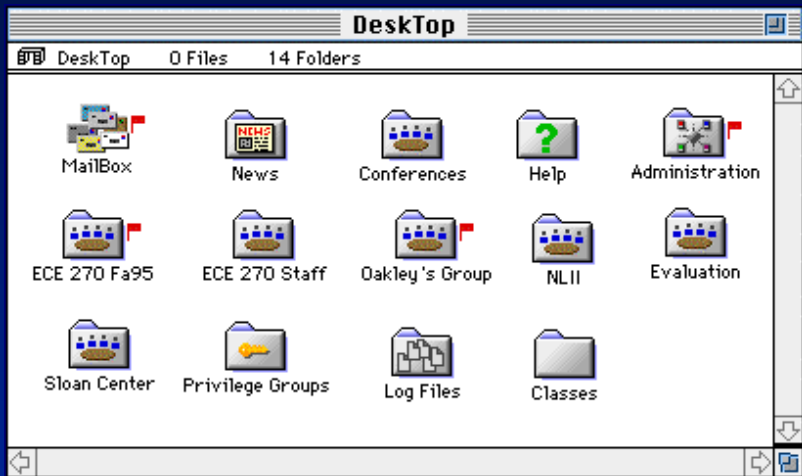 DeskTop
DeskTop 0 Files 14 Folders
NEWS
MailBox News Conferences Help Administration
ECE 270 Fa95 ECE 270 Staff Oakley's Group NLII Evaluation
Sloan Center Privilege Groups Log Files Classes